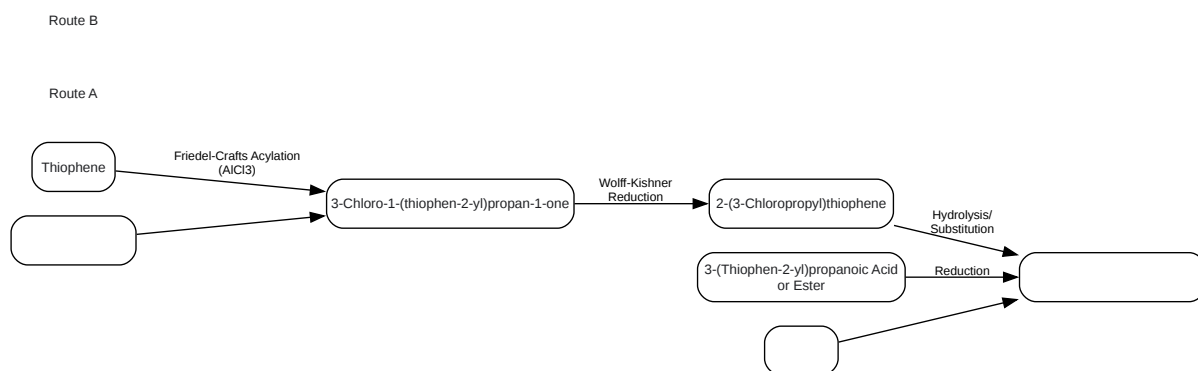 Route B
Route A
Thiophene
Friedel-Crafts Acylation
(AlCl3)
3-Chloro-1-(thiophen-2-yl)propan-1-one
Wolff-Kishner
Reduction
2-(3-Chloropropyl)thiophene
Hydrolysis/
Substitution
3-(Thiophen-2-yl)propanoic Acid
or Ester
Reduction